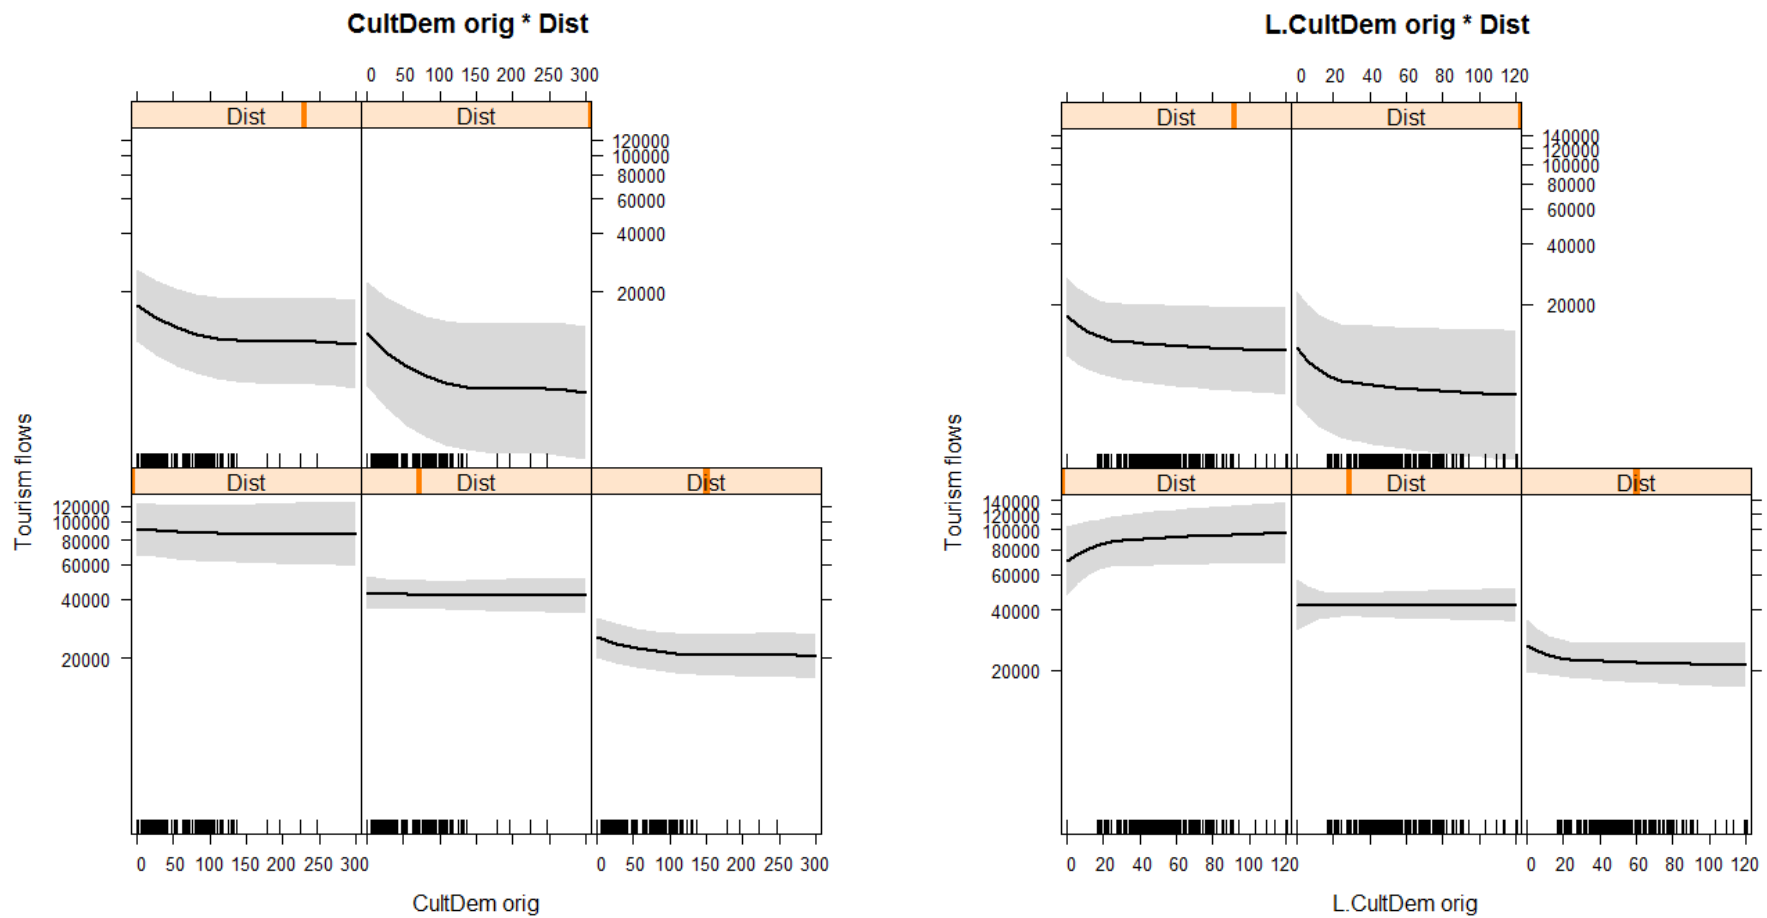 CultDem orig * Dist
0 50 100 150 200 250 300
Dist Dist
120000
100000
80000
60000
40000
20000
Tourism flows
Dist Dist Dist
120000
100000
80000
60000
40000
20000
0 50 100 150 200 250 300
0 50 100 150 200 250 300
CultDem orig
L.CultDem orig * Dist
0 20 40 60 80 100 120
Dist Dist
140000
120000
100000
80000
60000
40000
20000
Tourism flows
Dist Dist Dist
140000
120000
100000
80000
60000
40000
20000
0 20 40 60 80 100 120
0 20 40 60 80 100 120
L.CultDem orig